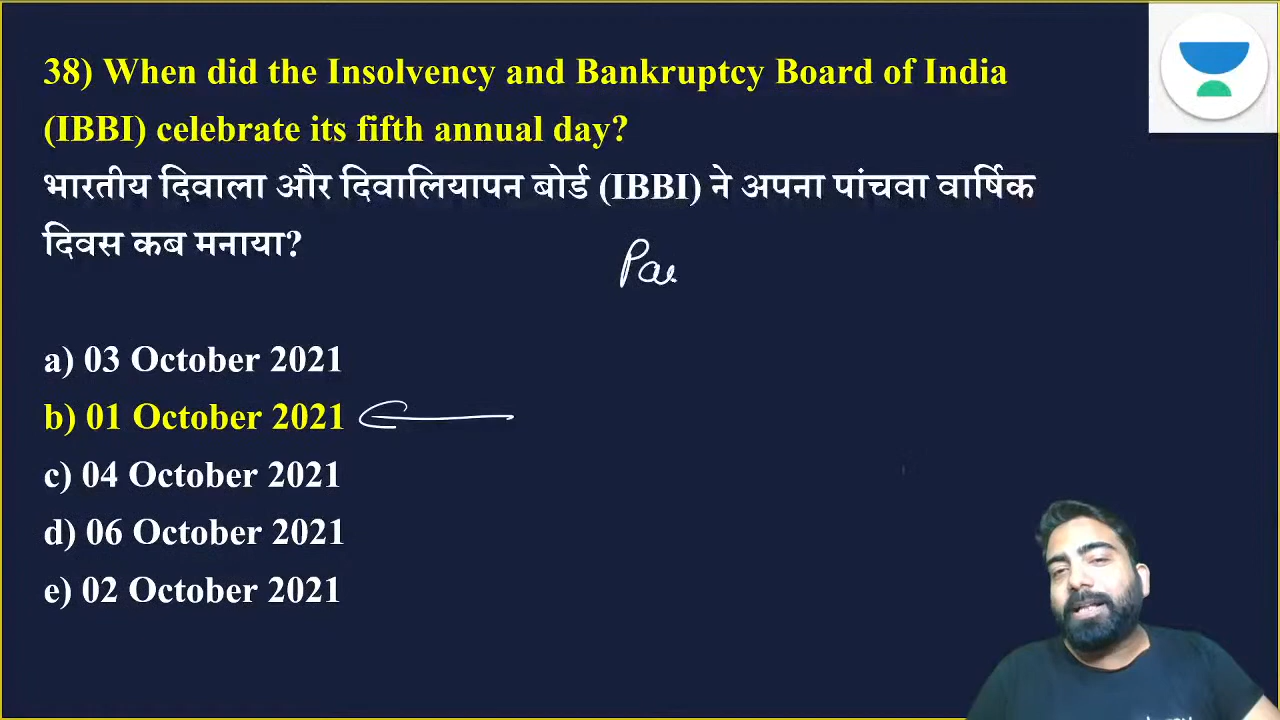 38) When did the Insolvency and Bankruptcy Board of India
(IBBI) celebrate its fifth annual day?
भारतीय दिवाला और दिवालियापन बोर्ड (IBBI) ने अपना पांचवा वार्षिक
दिवस कब मनाया?
a) 03 October 2021
b) 01 October 2021
c) 04 October 2021
d) 06 October 2021
e) 02 October 2021